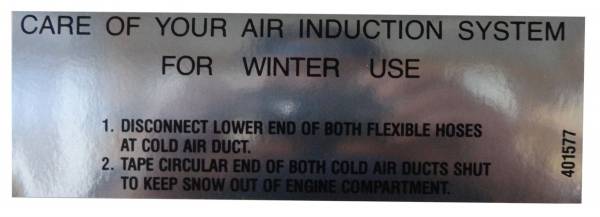 CARE OF YOUR AIR INDUCTION SYSTEM
FOR WINTER USE
1. DISCONNECT LOWER END OF BOTH FLEXIBLE HOSES
AT COLD AIR DUCT.
2. TAPE CIRCULAR END OF BOTH COLD AIR DUCTS SHUT
TO KEEP SNOW OUT OF ENGINE COMPARTMENT.
401577